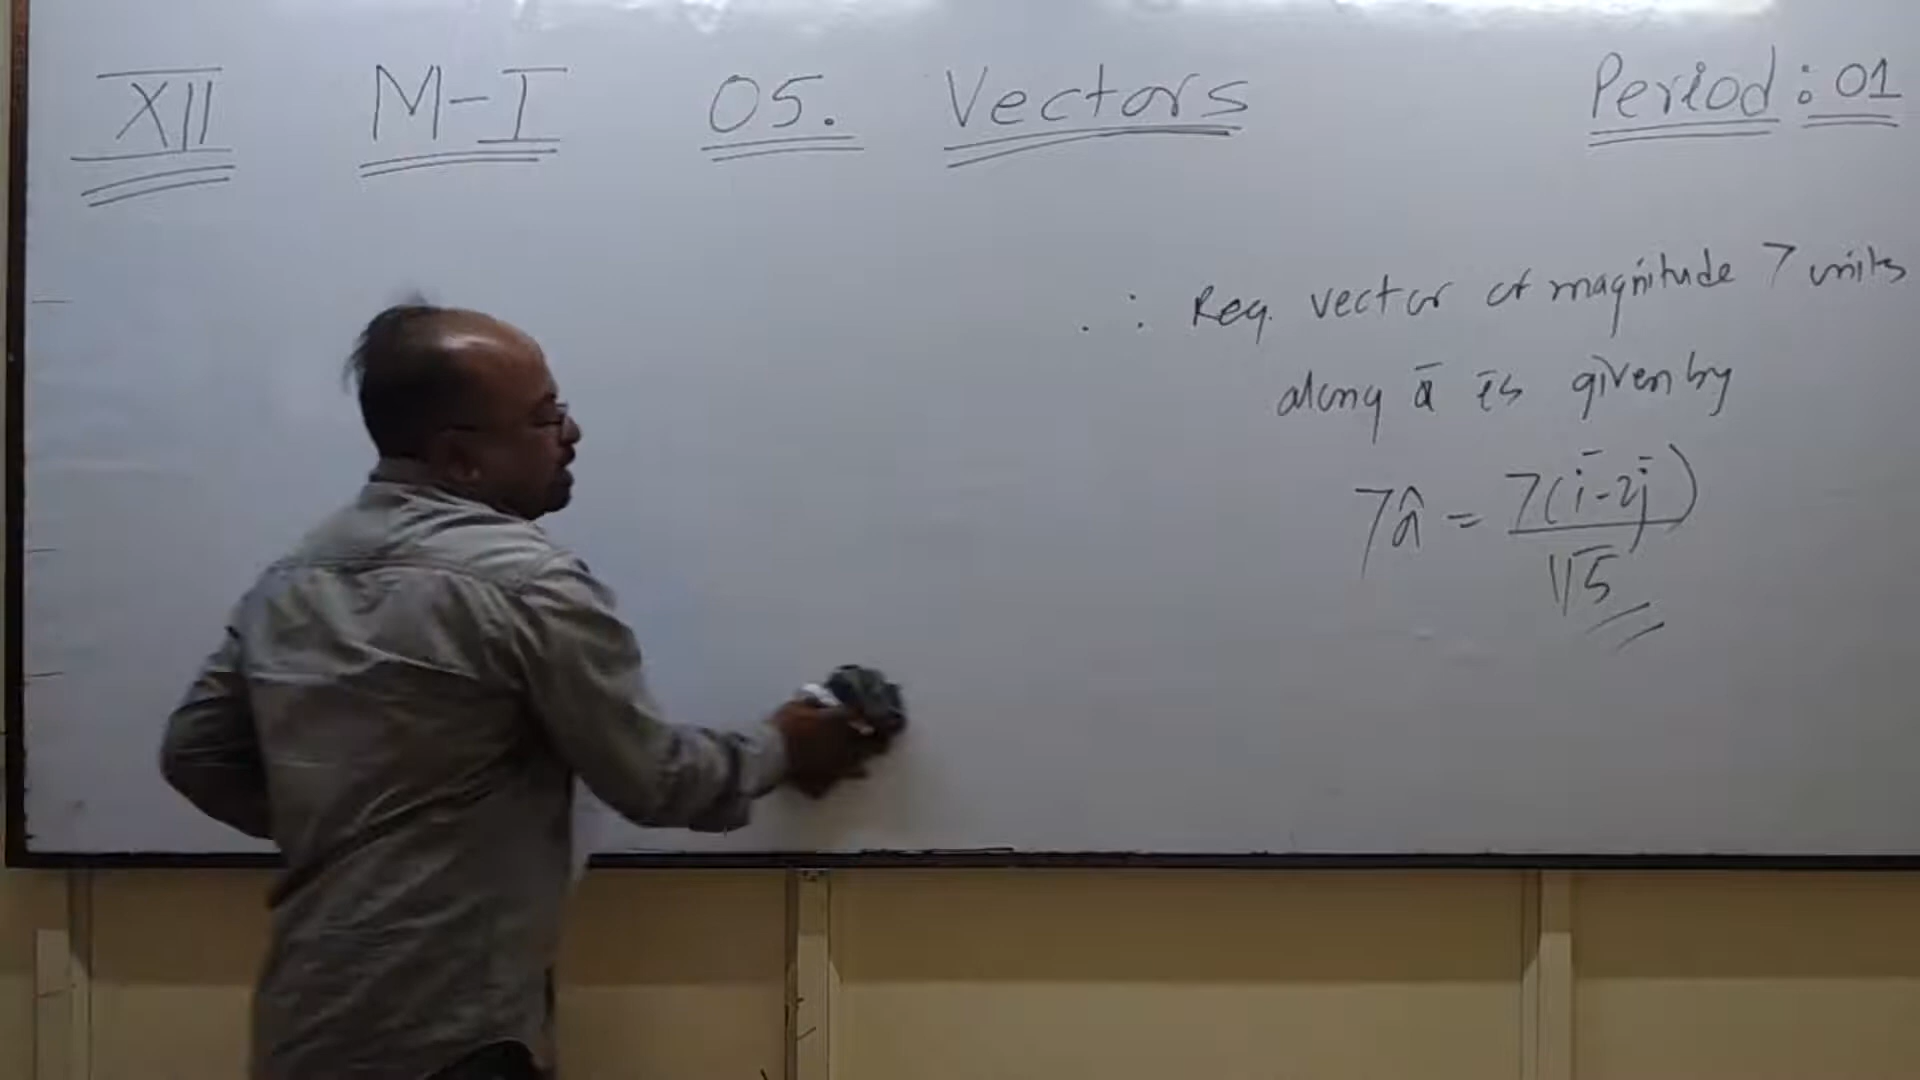 XII M-I 05. Vectors Period: 01
∴ Req. vector of magnitude 7 units
along a̅ is given by
7â = 7(i̅-2j̅)/√5